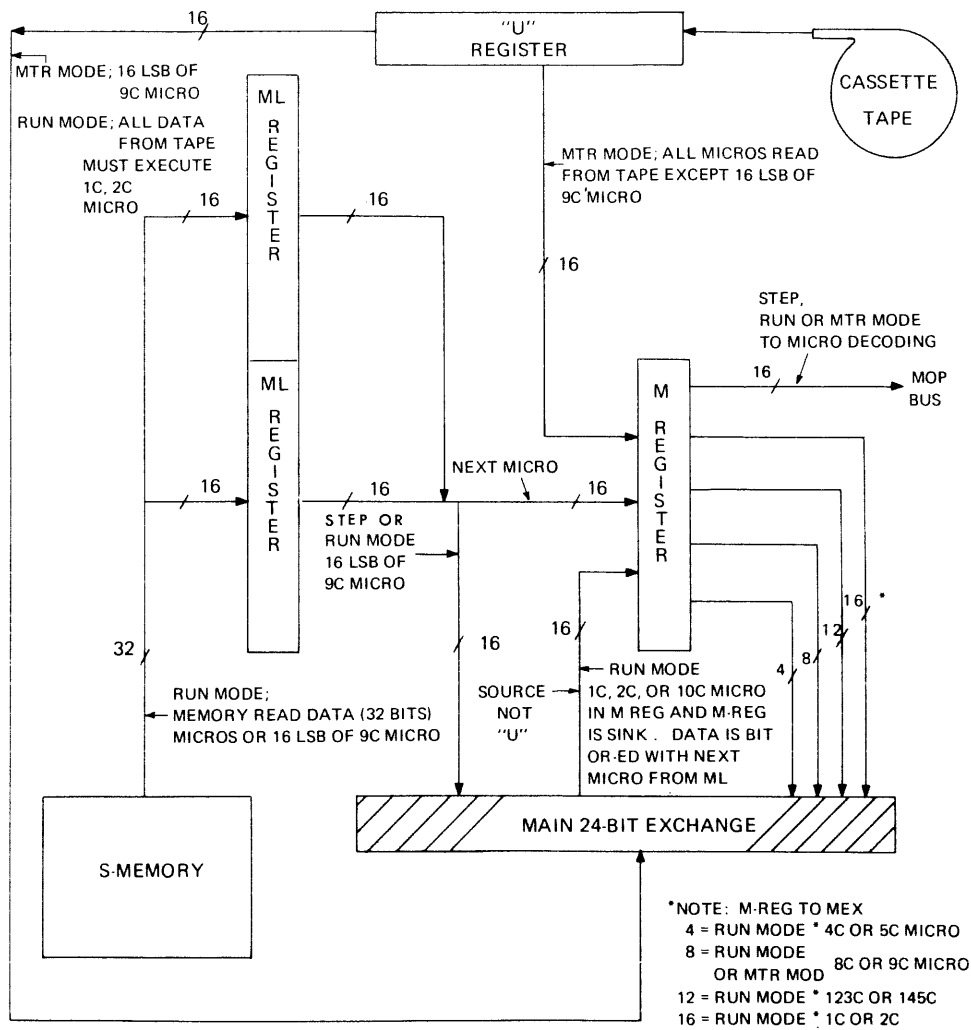 16
"U"
REGISTER
CASSETTE
TAPE
MTR MODE; 16 LSB OF
9C MICRO
RUN MODE; ALL DATA
FROM TAPE
MUST EXECUTE
1C, 2C
MICRO
16
ML
REGISTER
16
MTR MODE; ALL MICROS READ
FROM TAPE EXCEPT 16 LSB OF
9C'MICRO
16
STEP,
RUN OR MTR MODE
TO MICRO DECODING
16
MOP
BUS
ML
REGISTER
M
REGISTER
16
16
NEXT MICRO
16
STEP OR
RUN MODE
16 LSB OF
9C MICRO
16
16
4
8
12
16
*
32
RUN MODE;
MEMORY READ DATA (32 BITS)
MICROS OR 16 LSB OF 9C MICRO
SOURCE
NOT
"U"
RUN MODE
1C, 2C, OR 10C MICRO
IN M REG AND M-REG
IS SINK. DATA IS BIT
OR-ED WITH NEXT
MICRO FROM ML
MAIN 24-BIT EXCHANGE
S-MEMORY
*NOTE: M-REG TO MEX
4 = RUN MODE * 4C OR 5C MICRO
8 = RUN MODE
OR MTR MOD 8C OR 9C MICRO
12 = RUN MODE * 123C OR 145C
16 = RUN MODE * 1C OR 2C